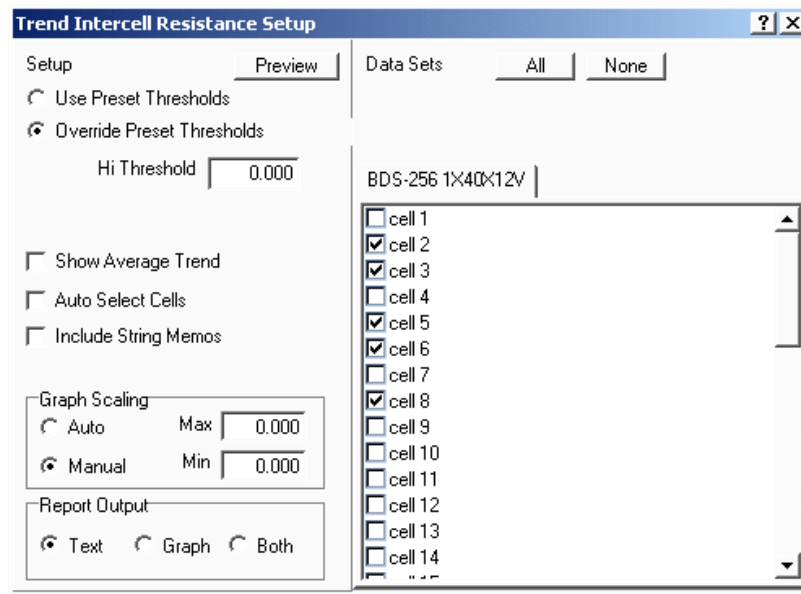 Trend Intercell Resistance Setup
Setup
Preview
Use Preset Thresholds
Override Preset Thresholds
Hi Threshold 0.000
Show Average Trend
Auto Select Cells
Include String Memos
Graph Scaling
Auto
Max 0.000
Manual
Min 0.000
Report Output
Text Graph Both
Data Sets
All None
BDS-256 1X40X12V
cell 1
cell 2
cell 3
cell 4
cell 5
cell 6
cell 7
cell 8
cell 9
cell 10
cell 11
cell 12
cell 13
cell 14